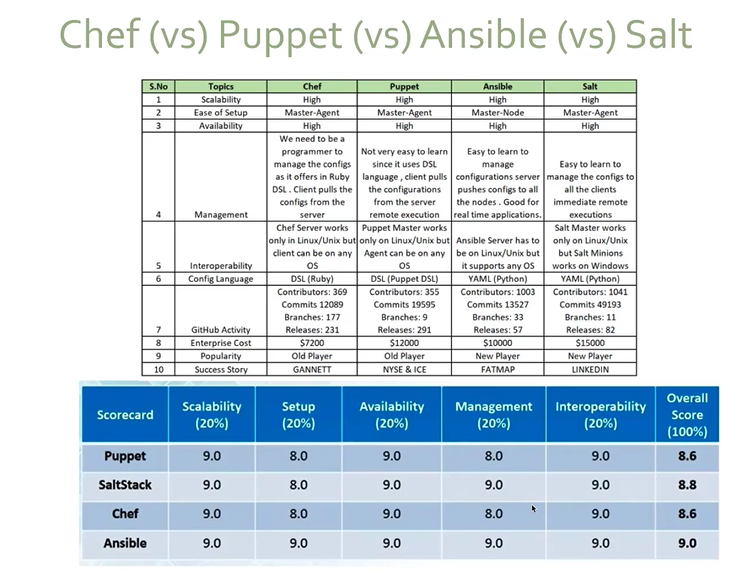 Chef (vs) Puppet (vs) Ansible (vs) Salt
S.No Topics Chef Puppet Ansible Salt
1 Scalability High High High High
2 Ease of Setup Master-Agent Master-Agent Master-Node Master-Agent
3 Availability High High High High
4 Management
We need to be a
programmer to
manage the configs
as it offers in Ruby
DSL . Client pulls the
configs from the
server
Not very easy to learn
since it uses DSL
language , client pulls
the configurations
from the server
remote execution
Easy to learn to
manage
configurations server
pushes configs to all
the nodes . Good for
real time applications.
Easy to learn to
manage the configs to
all the clients
immediate remote
executions
5 Interoperability
Chef Server works
only in Linux/Unix but
client can be on any
OS
Puppet Master works
only on Linux/Unix but
Agent can be on any
OS
Ansible Server has to
be on Linux/Unix but
it supports any OS
Salt Master works
only on Linux/Unix
but Salt Minions
works on Windows
6 Config Language DSL (Ruby) DSL (Puppet DSL) YAML (Python) YAML (Python)
7 GitHub Activity
Contributors: 369
Commits 12089
Branches: 177
Releases: 231
Contributors: 355
Commits 19595
Branches: 9
Releases: 291
Contributors: 1003
Commits 13527
Branches: 33
Releases: 57
Contributors: 1041
Commits 49193
Branches: 11
Releases: 82
8 Enterprise Cost $7200 $12000 $10000 $15000
9 Popularity Old Player Old Player New Player New Player
10 Success Story GANNETT NYSE & ICE FATMAP LINKEDIN
Scorecard
Scalability
(20%)
Setup
(20%)
Availability
(20%)
Management
(20%)
Interoperability
(20%)
Overall
Score
(100%)
Puppet 9.0 8.0 9.0 8.0 9.0 8.6
SaltStack 9.0 8.0 9.0 9.0 9.0 8.8
Chef 9.0 8.0 9.0 8.0 9.0 8.6
Ansible 9.0 9.0 9.0 9.0 9.0 9.0